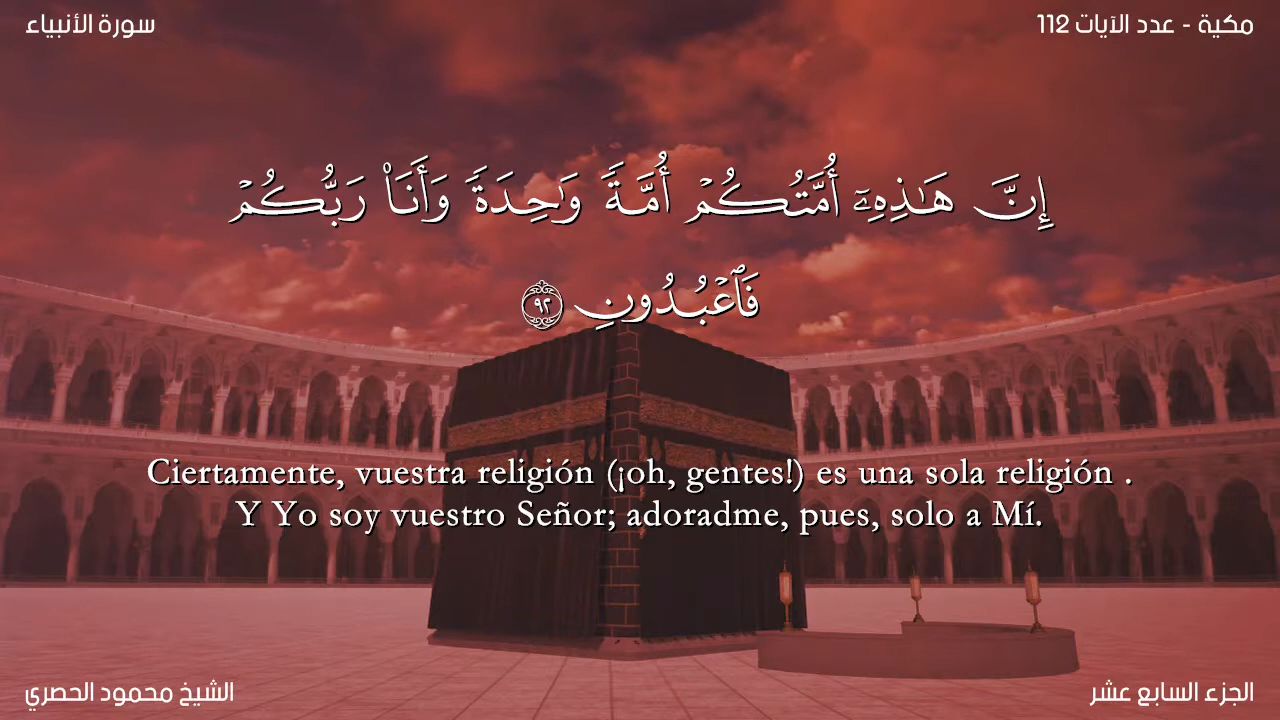 سورة الأنبياء
مكية - عدد الآيات 112
إِنَّ هَـٰذِهِۦٓ أُمَّتُكُمْ أُمَّةً وَٰحِدَةً وَأَنَا۠ رَبُّكُمْ
فَٱعْبُدُونِ ٩٢
Ciertamente, vuestra religión (¡oh, gentes!) es una sola religión .
Y Yo soy vuestro Señor; adoradme, pues, solo a Mí.
الشيخ محمود الحصري
الجزء السابع عشر